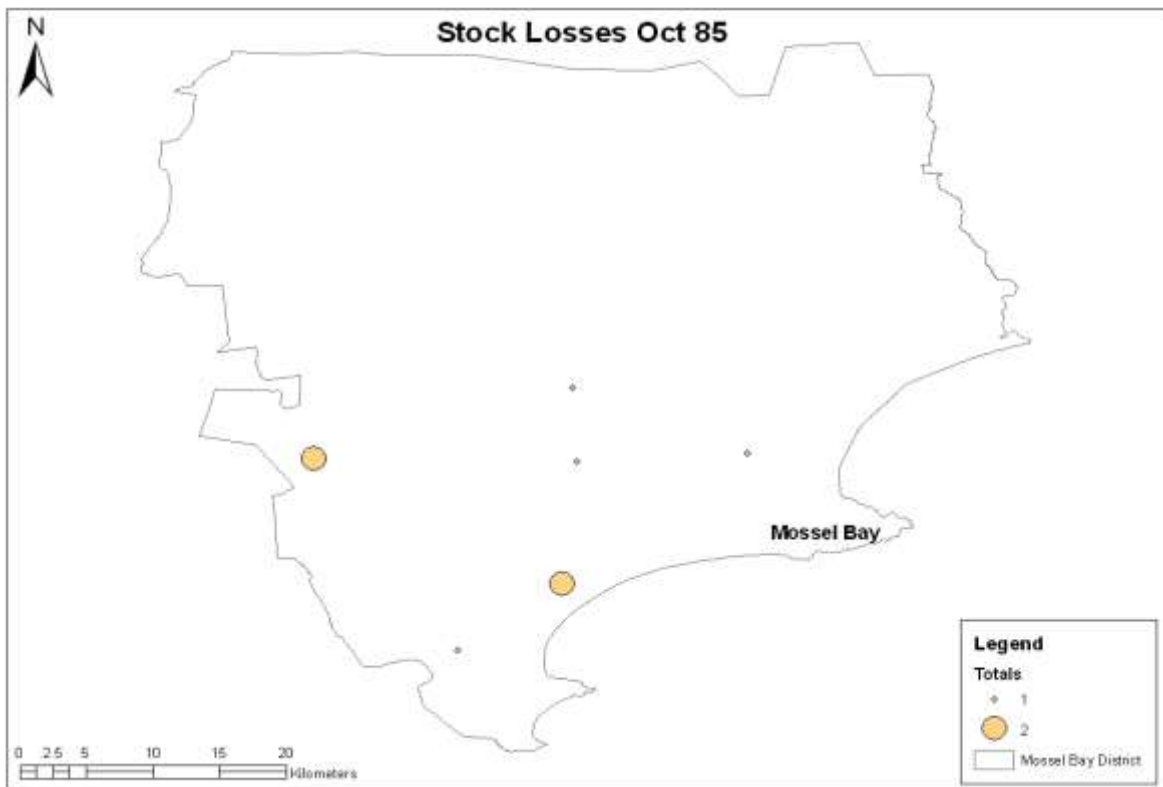 Stock Losses Oct 85
N
Mossel Bay
Legend
Totals
1
2
Mossel Bay District
0 2.5 5 10 15 20
Kilometers